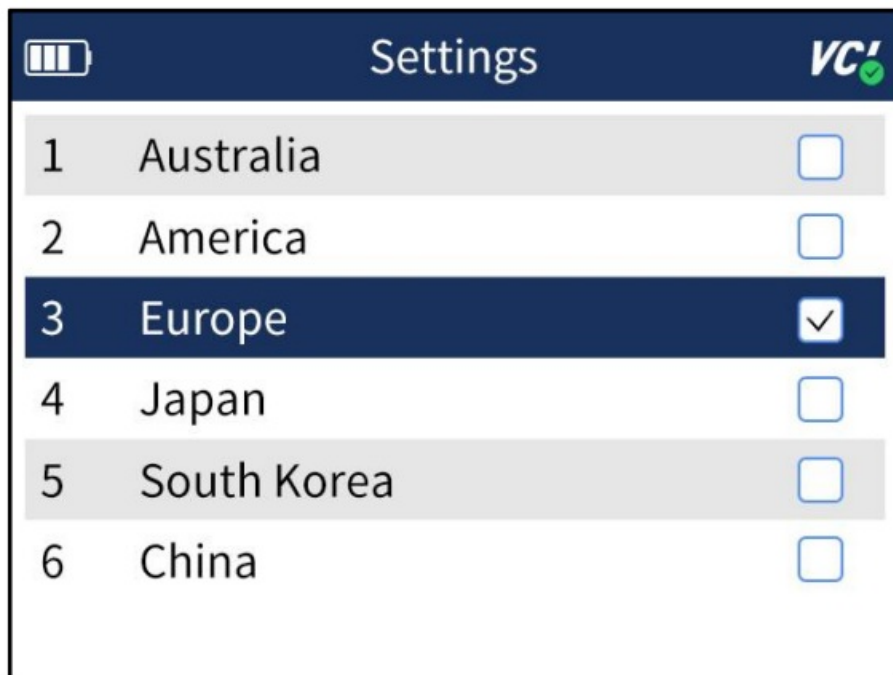 Settings VCI
1 Australia
2 America
3 Europe
4 Japan
5 South Korea
6 China